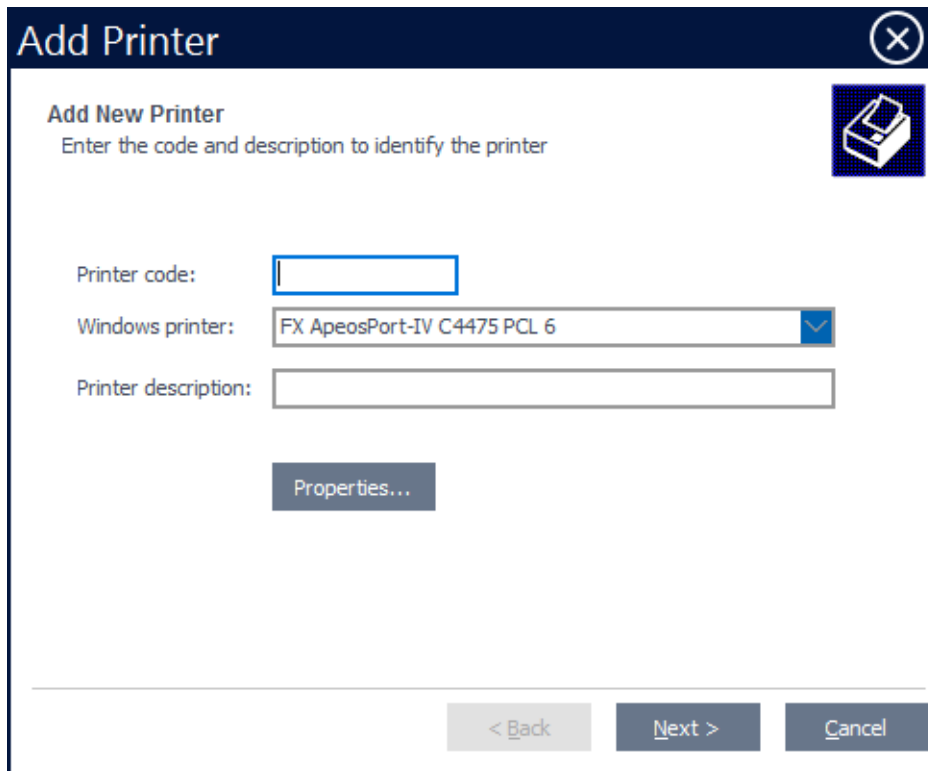 Add Printer
Add New Printer
Enter the code and description to identify the printer
Printer code:
Windows printer: FX ApeosPort-IV C4475 PCL 6
Printer description:
Properties...
< Back Next > Cancel